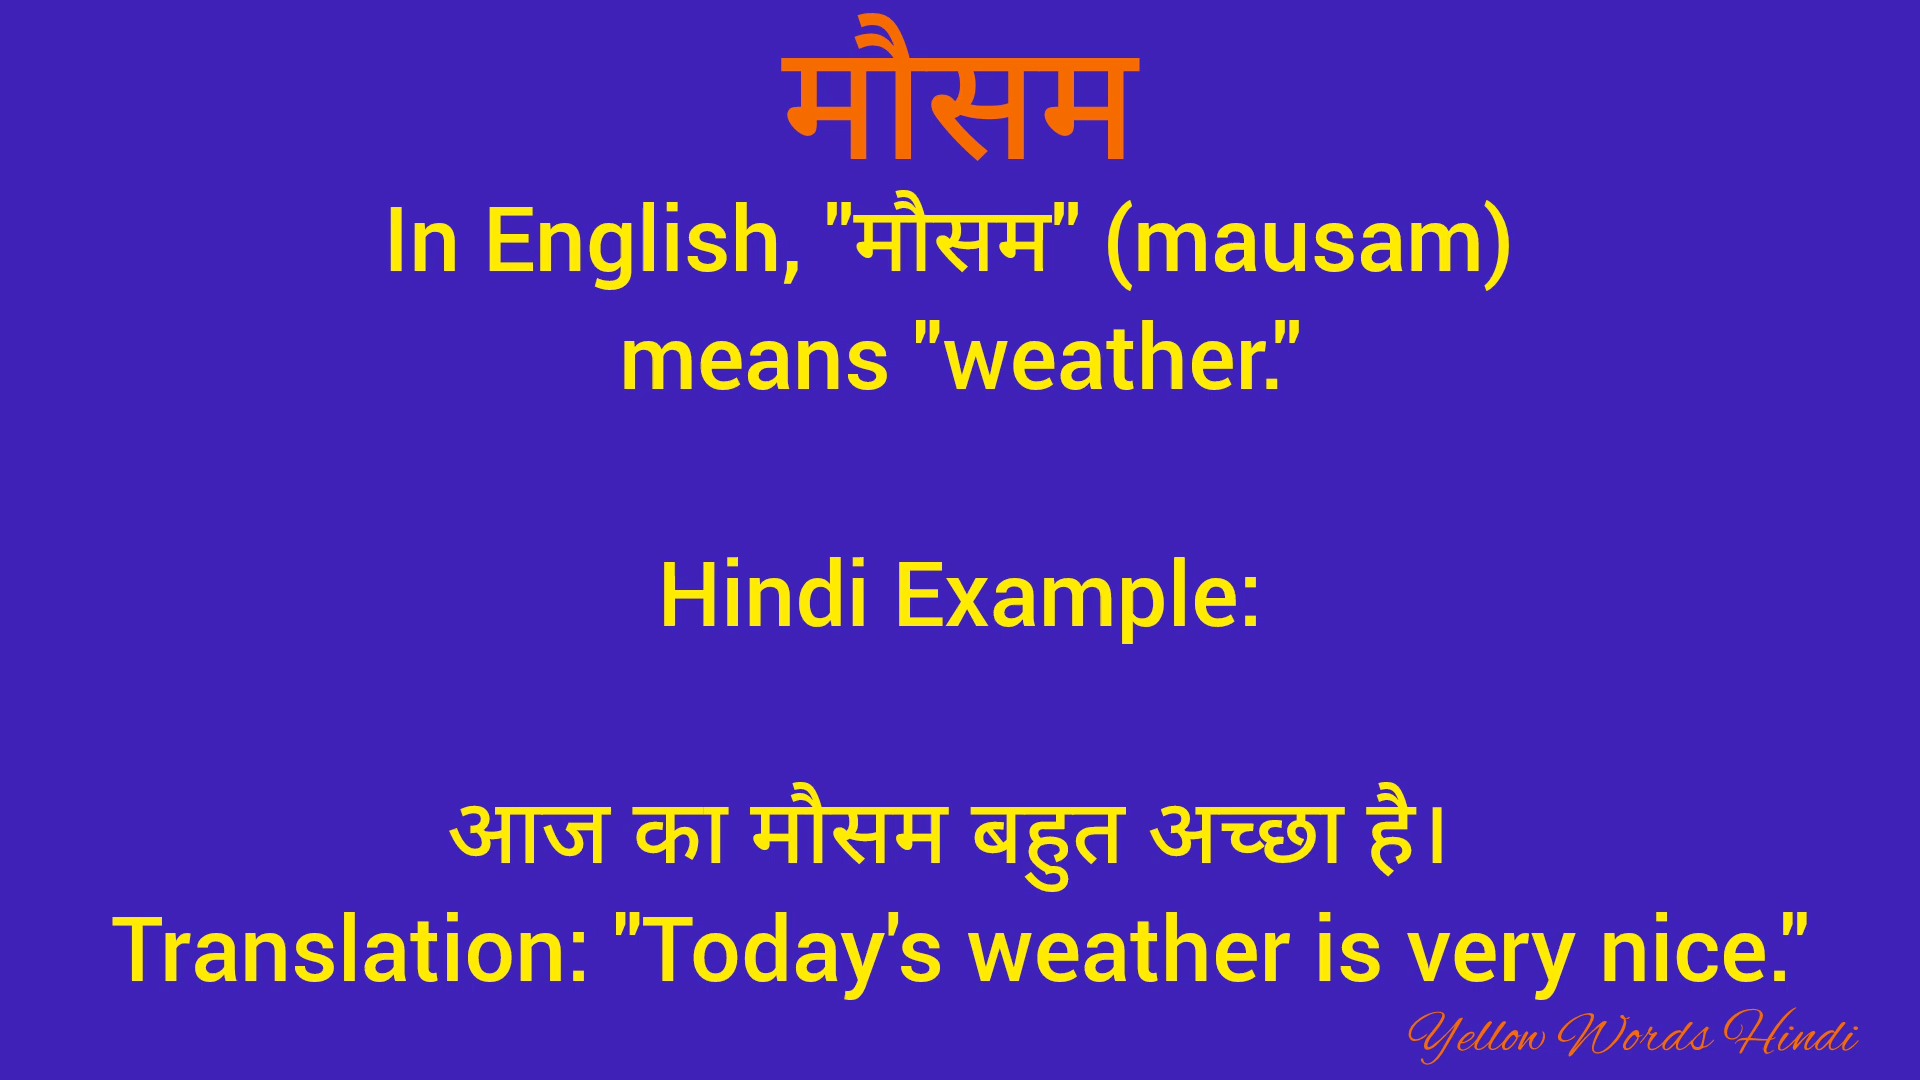 मौसम
In English, "मौसम" (mausam)
means "weather."
Hindi Example:
आज का मौसम बहुत अच्छा है।
Translation: "Today's weather is very nice."
Yellow Words Hindi